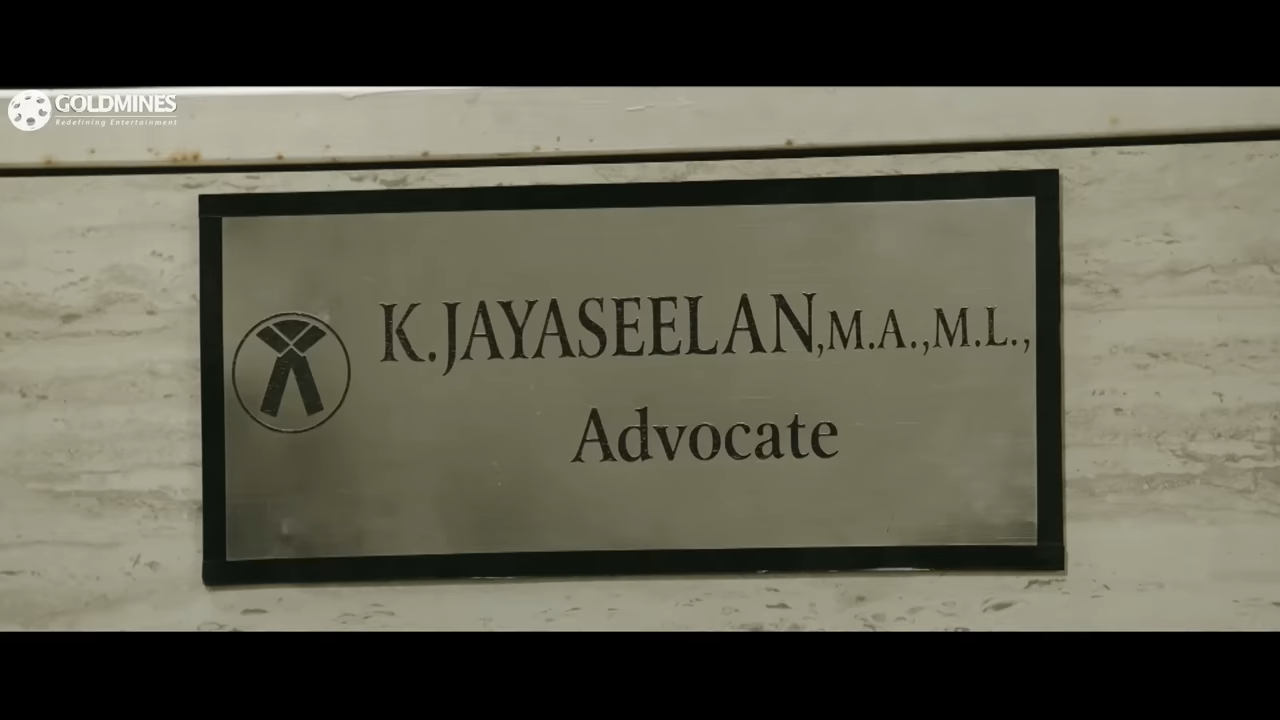 GOLDMINES
Redefining Entertainment
K.JAYASEELAN,M.A.,M.L.,
Advocate